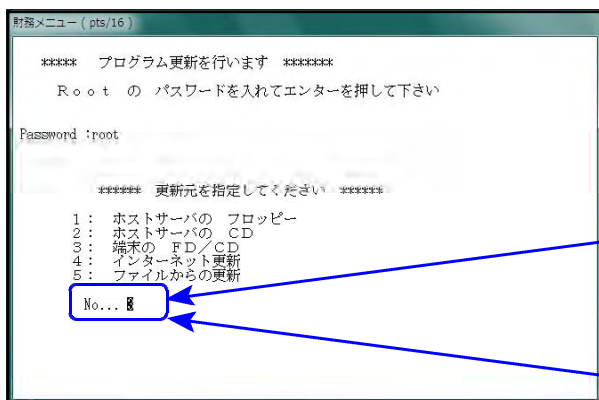 財務メニュー ( pts/16 )
***** プログラム更新を行います *******
Ｒｏｏｔ の パスワードを入れてエンターを押して下さい
Password :root
****** 更新元を指定してください ******
1： ホストサーバの フロッピー
2： ホストサーバの ＣＤ
3： 端末の ＦＤ／ＣＤ
4： インターネット更新
5： ファイルからの更新
No...